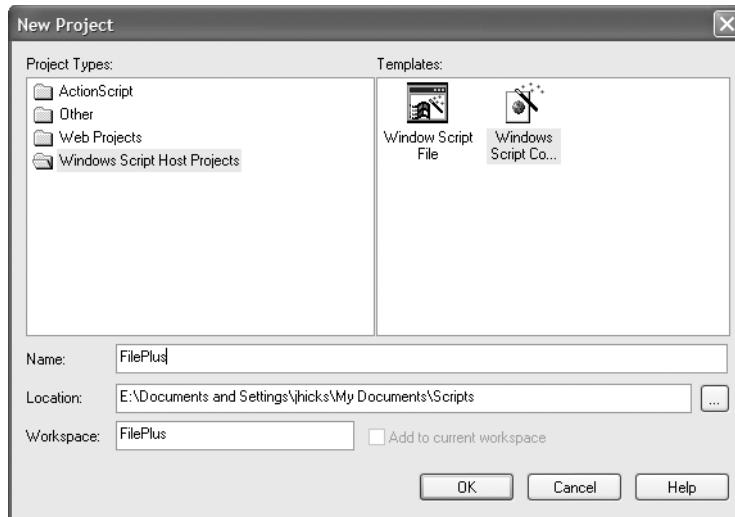 New Project
Project Types:
ActionScript
Other
Web Projects
Windows Script Host Projects
Templates:
Window Script
File
Windows
Script Co...
Name:
FilePlus
Location:
E:\Documents and Settings\jhicks\My Documents\Scripts
...
Workspace:
FilePlus
Add to current workspace
OK
Cancel
Help